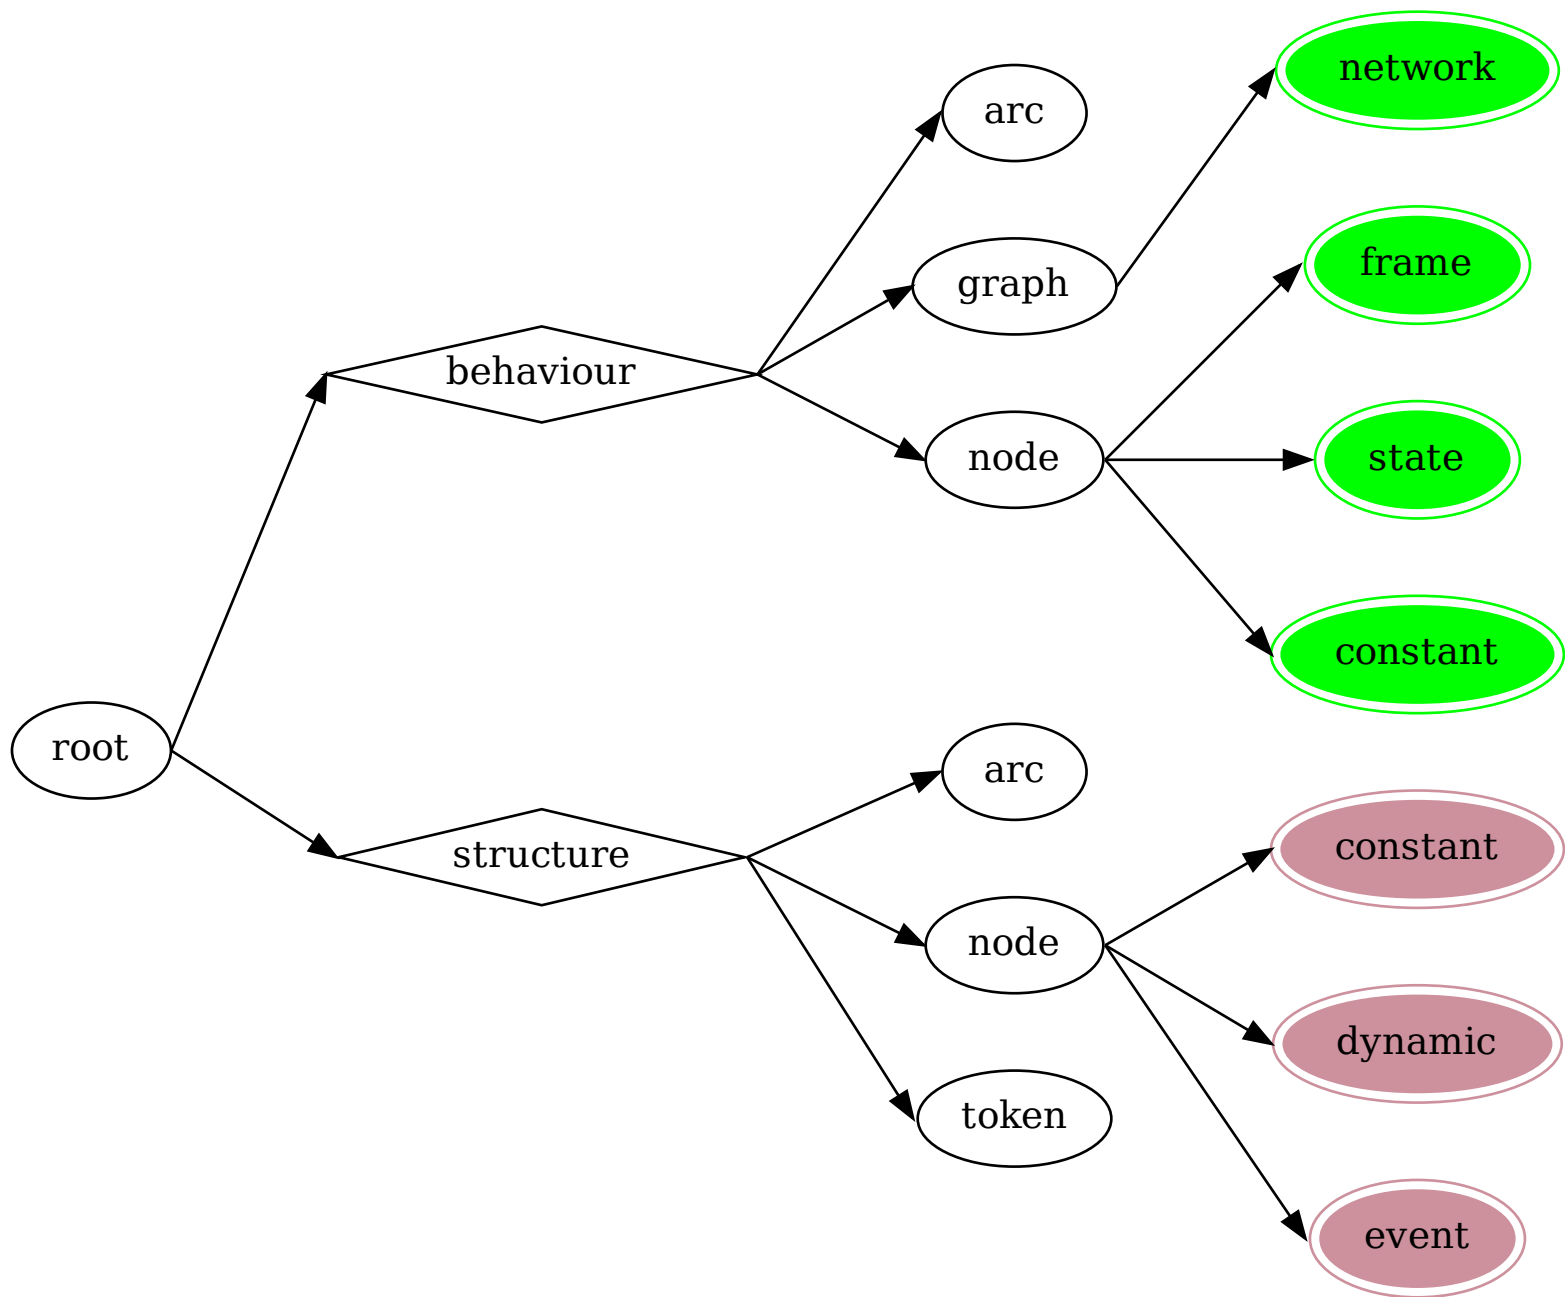 network
arc
frame
graph
behaviour
state
node
constant
root
arc
constant
structure
node
dynamic
token
event